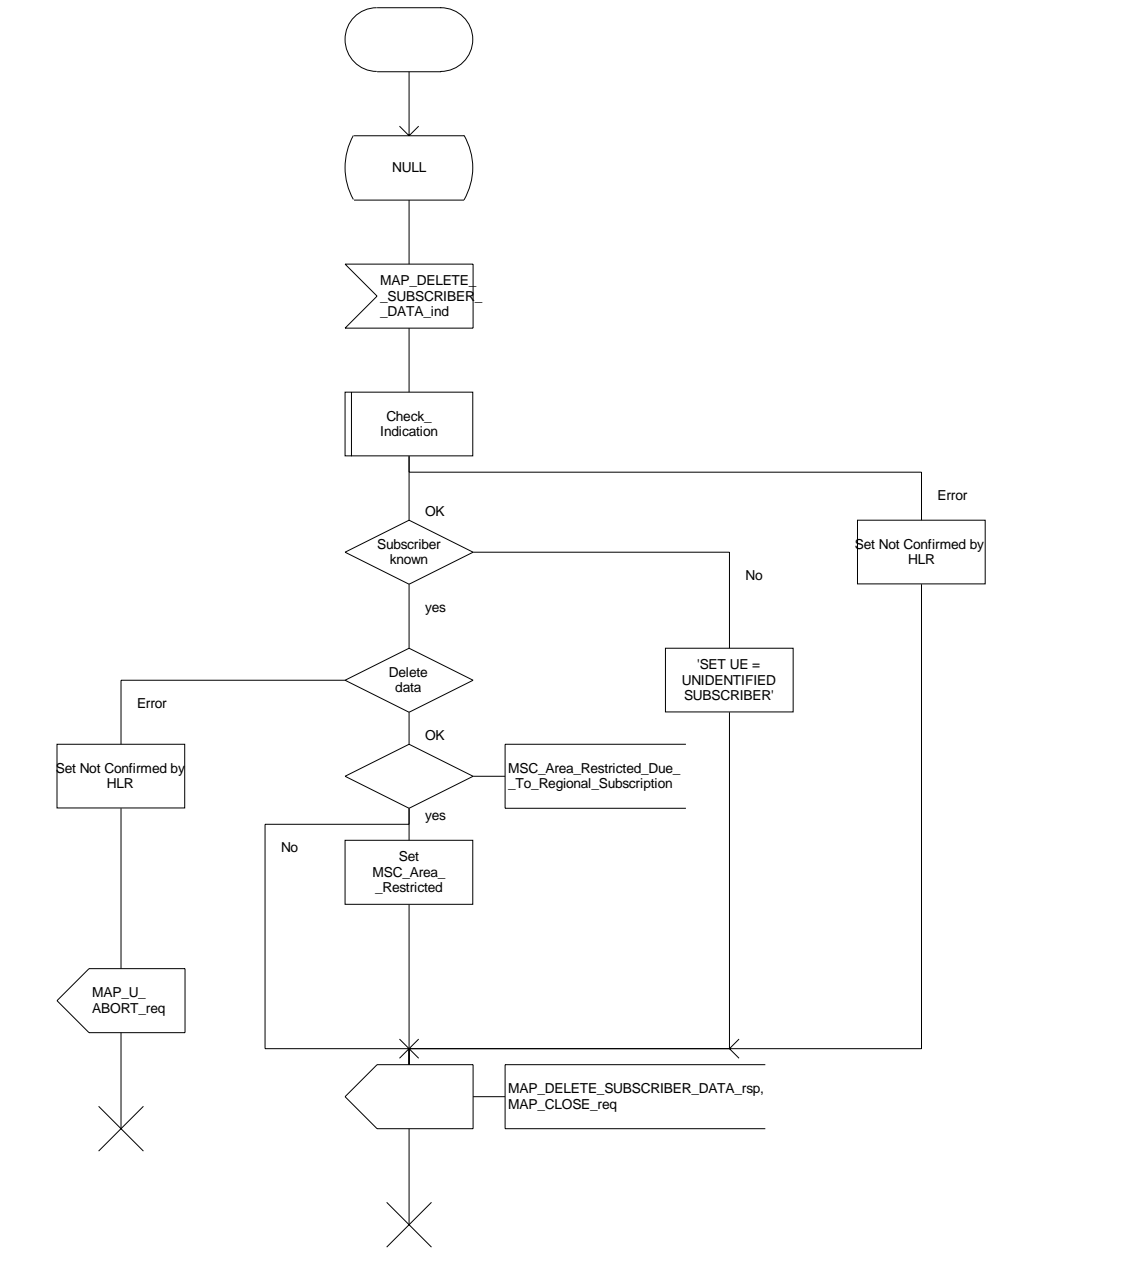 NULL
MAP_DELETE_
_SUBSCRIBER_
_DATA_ind
Check_
Indication
Error
OK
Subscriber
known
Set Not Confirmed by
HLR
No
yes
Delete
data
'SET UE =
UNIDENTIFIED
SUBSCRIBER'
Error
OK
Set Not Confirmed by
HLR
MSC_Area_Restricted_Due_
_To_Regional_Subscription
yes
No
Set
MSC_Area_
_Restricted
MAP_U_
ABORT_req
MAP_DELETE_SUBSCRIBER_DATA_rsp,
MAP_CLOSE_req